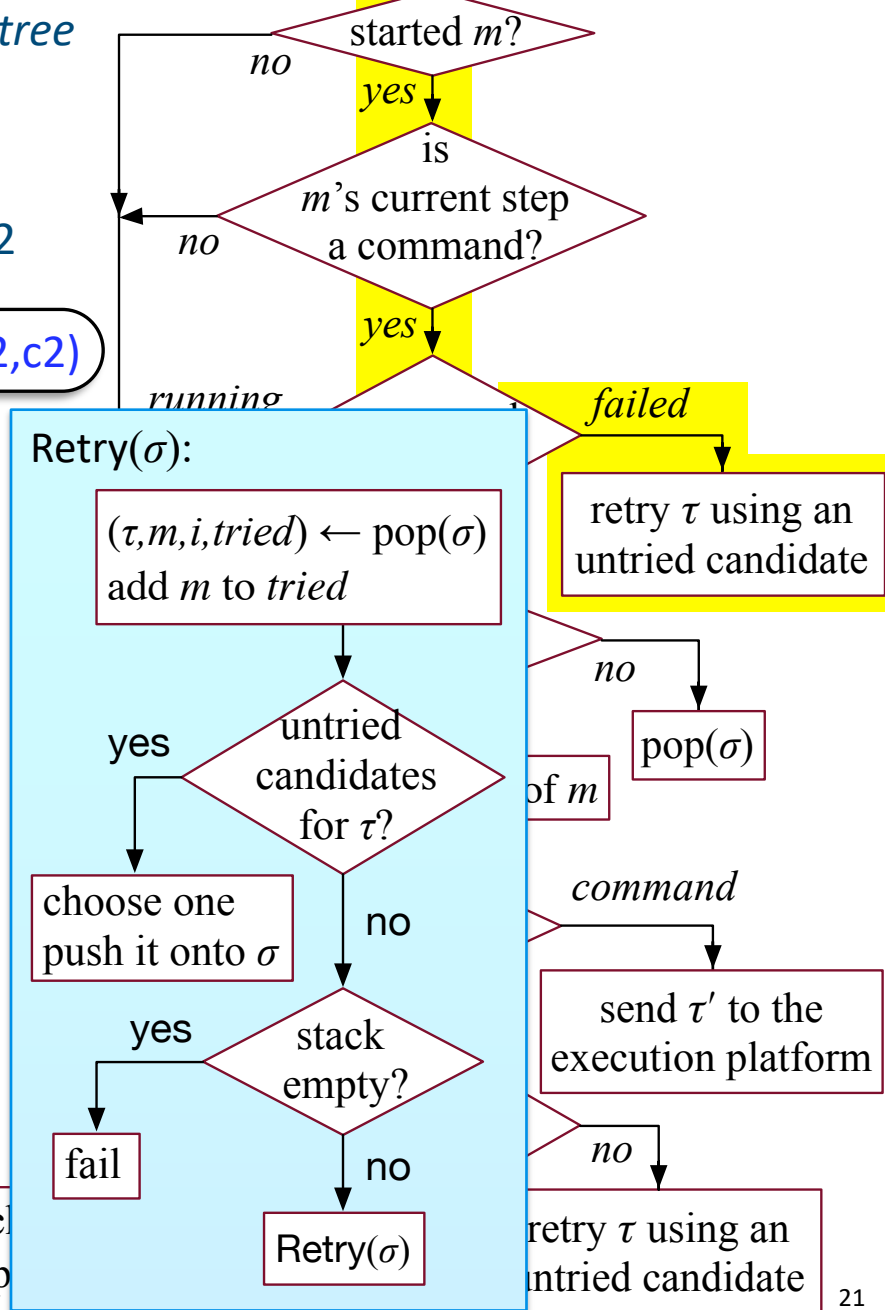 tree
started m?
no
yes
is
m's current step
a command?
2
no
yes
2,c2)
running
failed
Retry(σ):
retry τ using an
untried candidate
(τ,m,i,tried) ← pop(σ)
add m to tried
no
pop(σ)
untried
candidates
for τ?
yes
of m
choose one
push it onto σ
no
command
send τ′ to the
execution platform
yes
stack
empty?
fail
no
no
Retry(σ)
retry τ using an
untried candidate
21